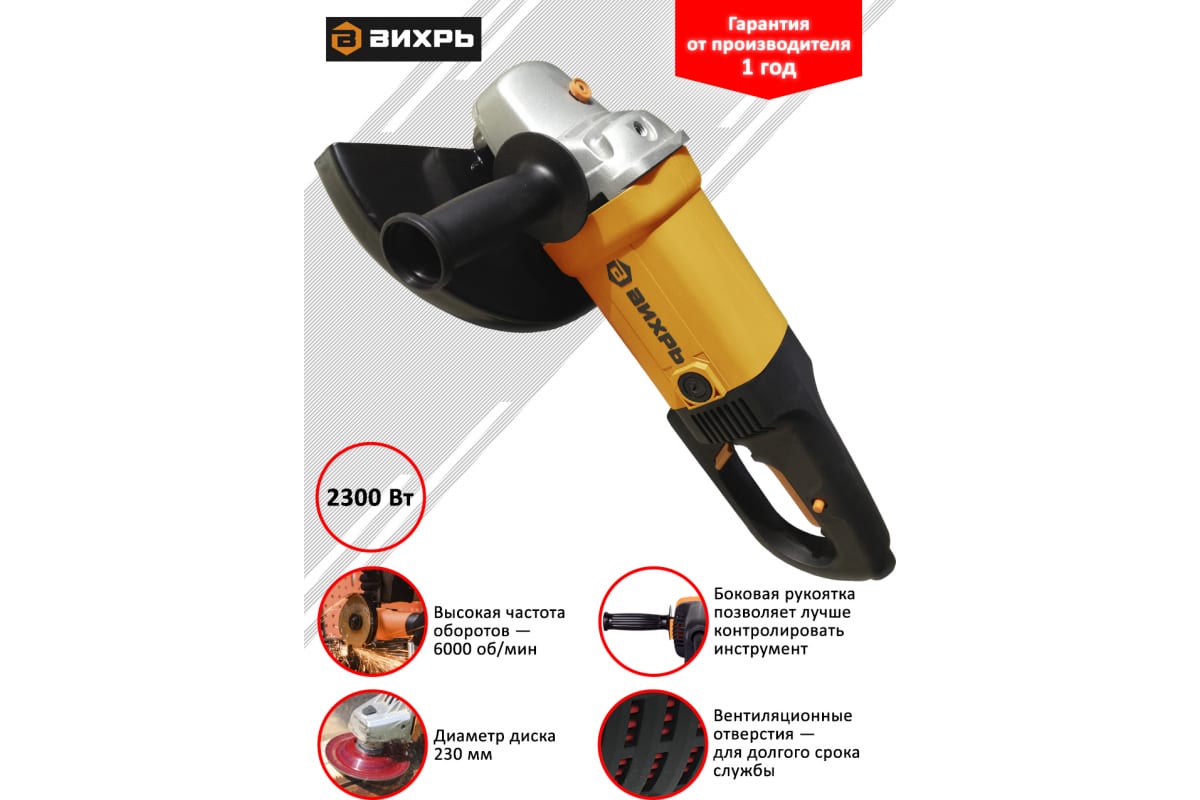 ВИХРЬ
Гарантия
от производителя
1 год
ВИХРЬ
2300 Вт
Высокая частота
оборотов —
6000 об/мин
Боковая рукоятка
позволяет лучше
контролировать
инструмент
Диаметр диска
230 мм
Вентиляционные
отверстия —
для долгого срока
службы